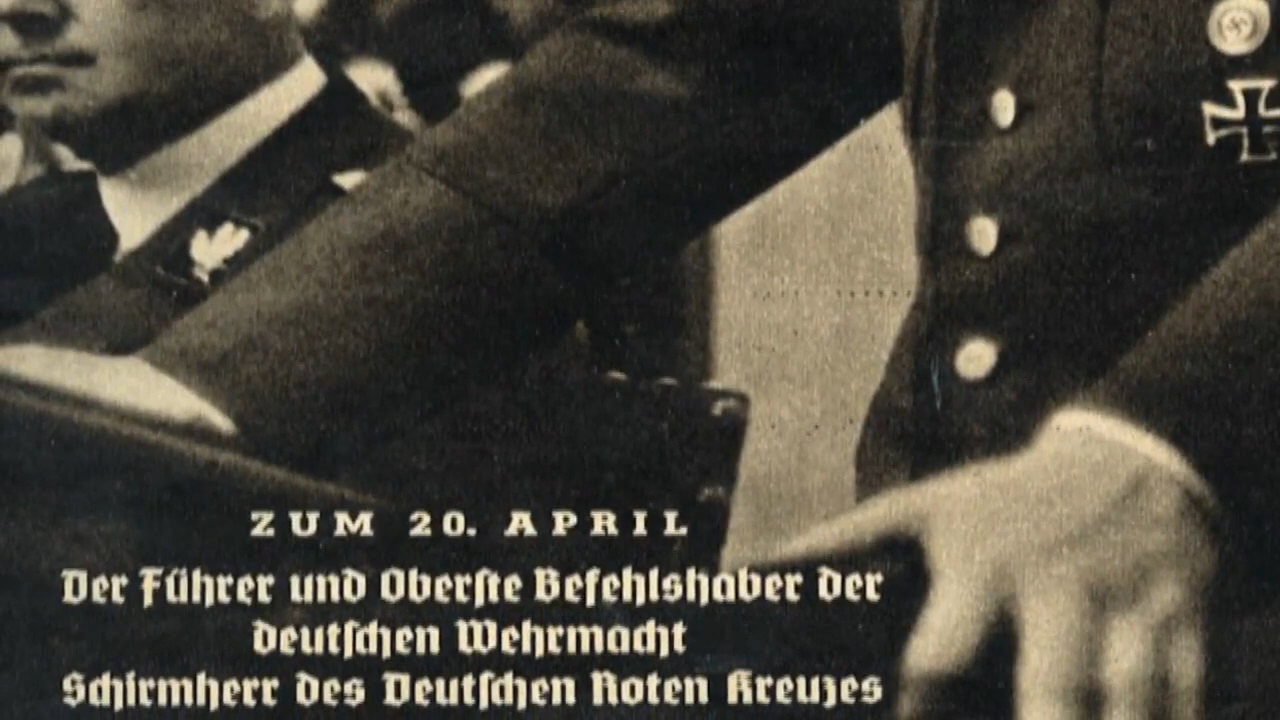 ZUM 20. APRIL
Der Führer und Oberste Befehlshaber der
deutschen Wehrmacht
Schirmherr des Deutschen Roten Kreuzes